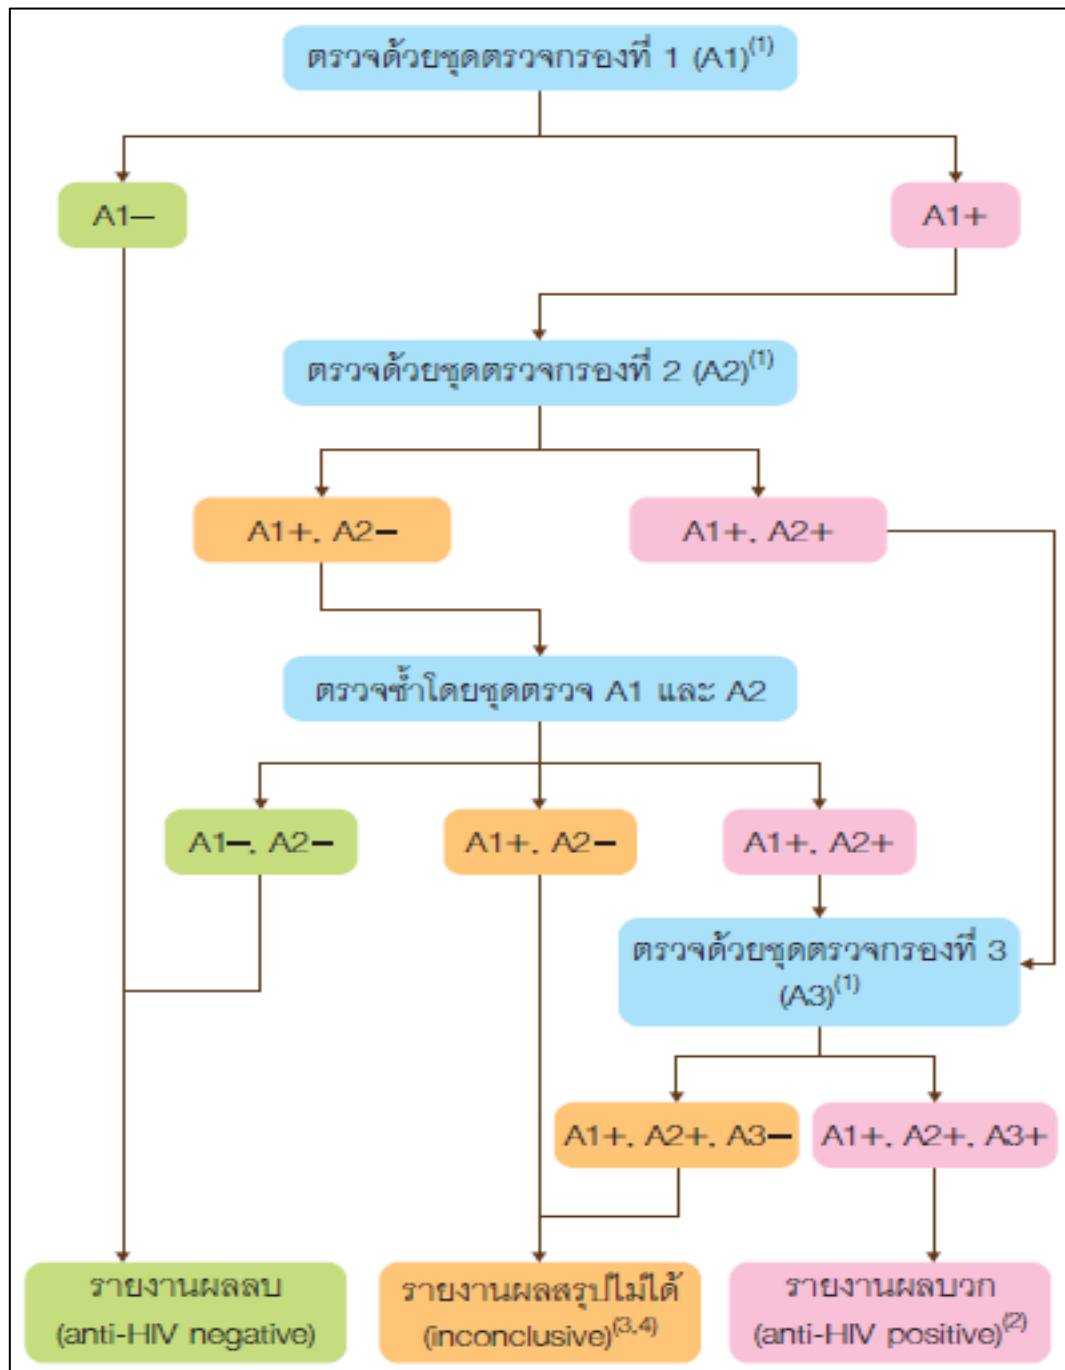 ตรวจด้วยชุดตรวจกรองที่ 1 (A1)(1)
A1–
A1+
ตรวจด้วยชุดตรวจกรองที่ 2 (A2)(1)
A1+, A2–
A1+, A2+
ตรวจซ้ำโดยชุดตรวจ A1 และ A2
A1–, A2–
A1+, A2–
A1+, A2+
ตรวจด้วยชุดตรวจกรองที่ 3
(A3)(1)
A1+, A2+, A3–
A1+, A2+, A3+
รายงานผลลบ
(anti-HIV negative)
รายงานผลสรุปไม่ได้
(inconclusive)(3,4)
รายงานผลบวก
(anti-HIV positive)(2)